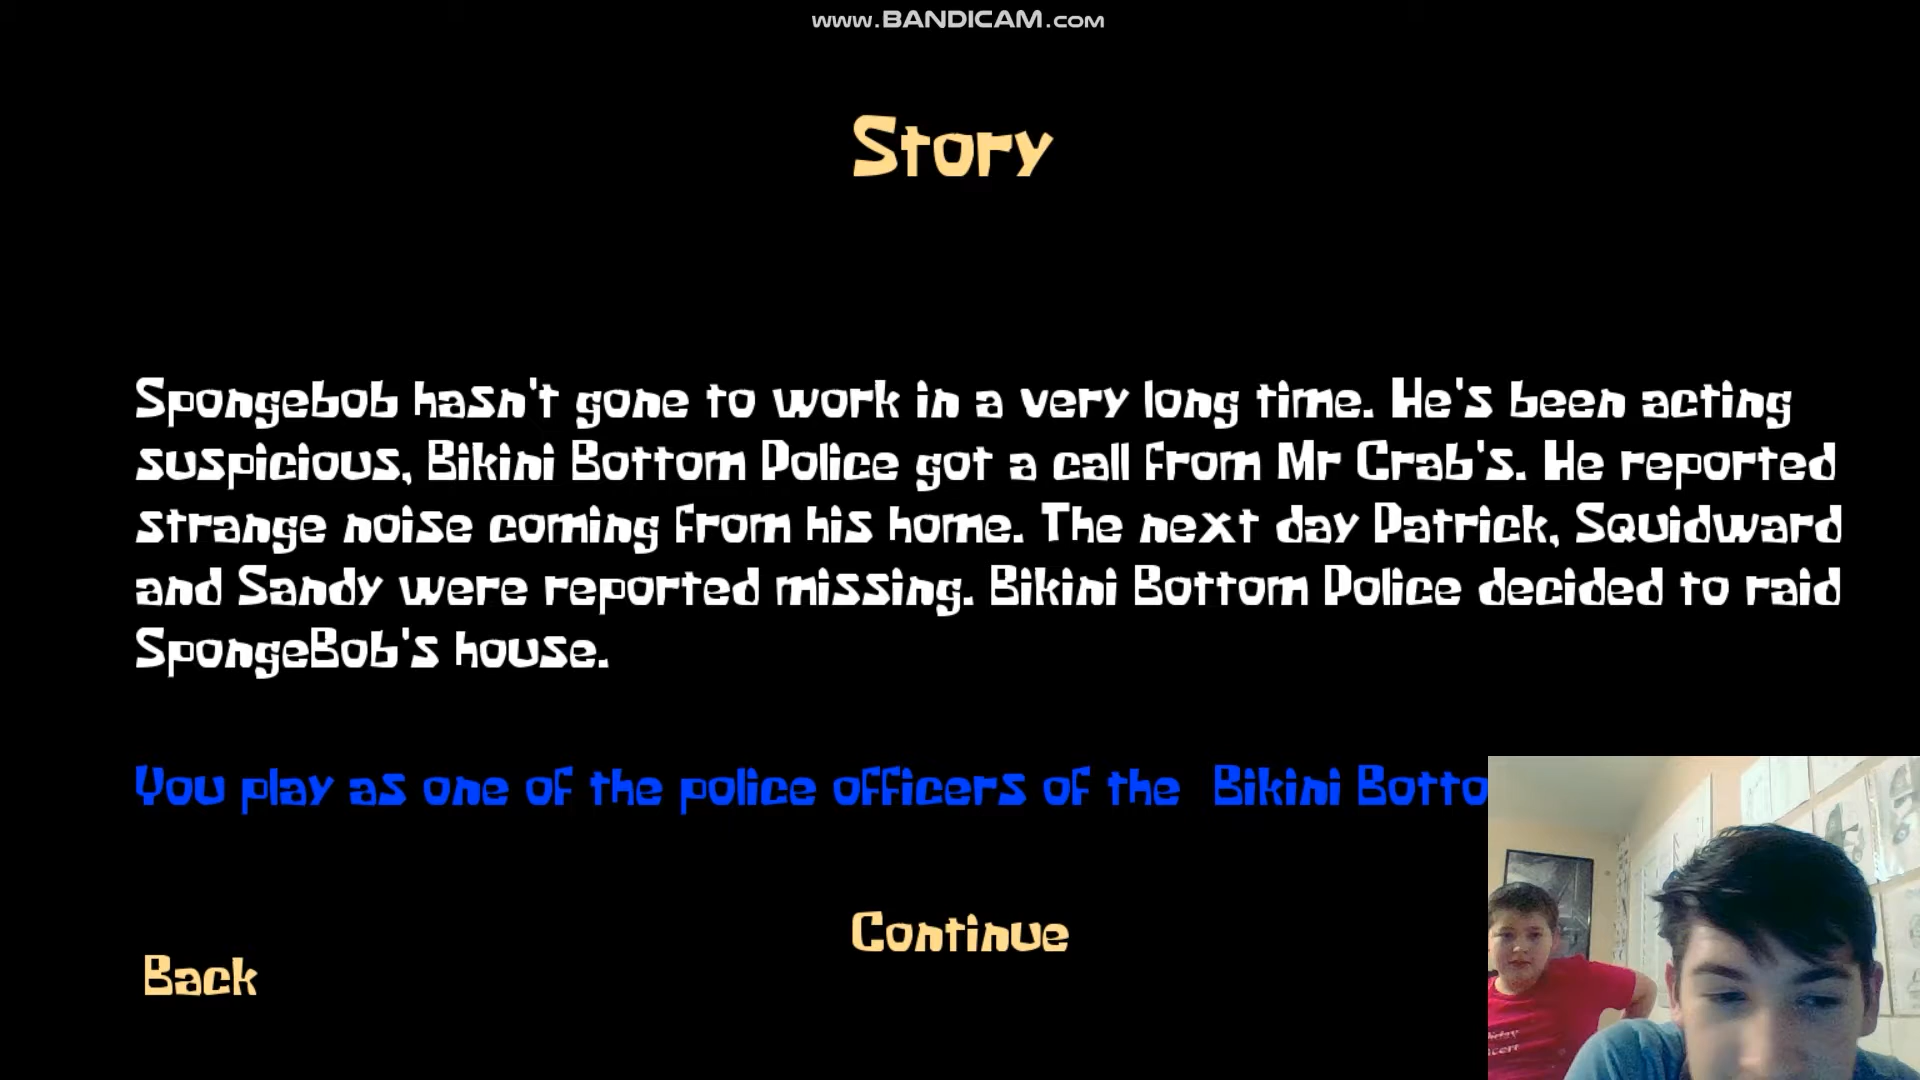 www.BANDICAM.com
Story
Spongebob hasn't gone to work in a very long time. He's been acting
suspicious, Bikini Bottom Police got a call from Mr Crab's. He reported
strange noise coming from his home. The next day Patrick, Squidward
and Sandy were reported missing. Bikini Bottom Police decided to raid
SpongeBob's house.
You play as one of the police officers of the Bikini Botto
Continue
Back